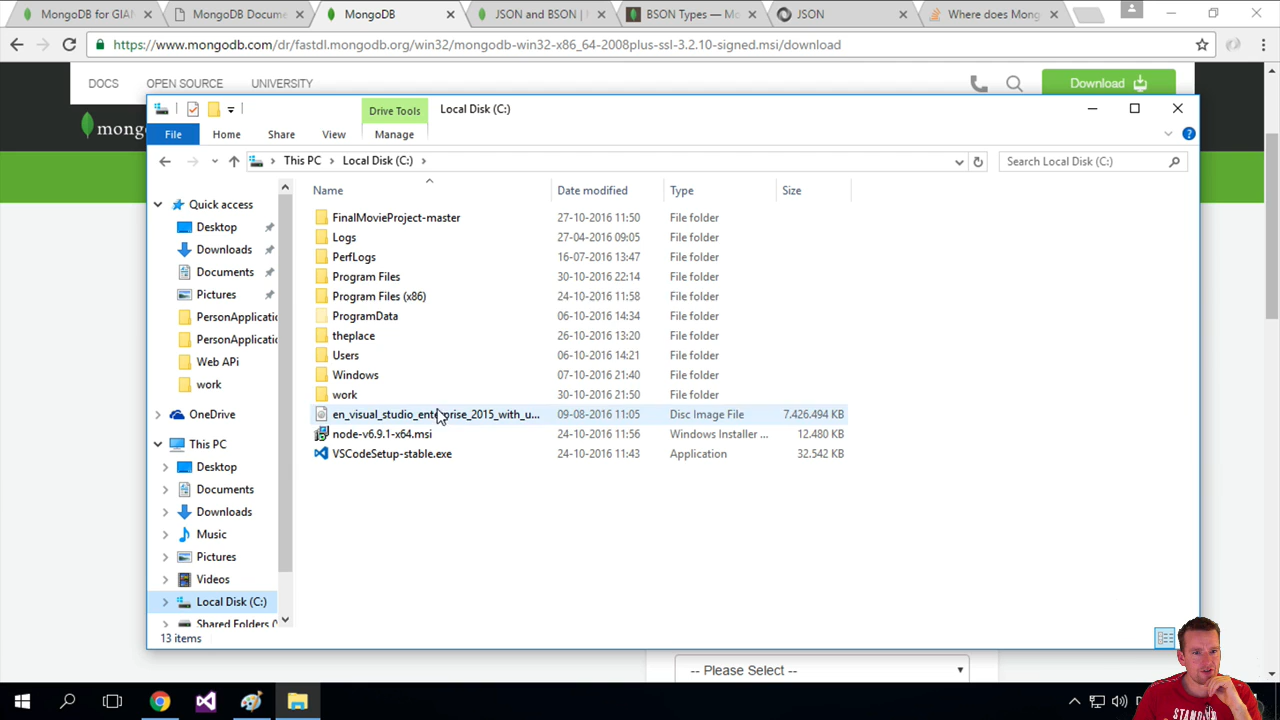 MongoDB for GIAN
MongoDB Docume
MongoDB
JSON and BSON |
BSON Types — Mo
JSON
Where does Mong
https://www.mongodb.com/dr/fastdl.mongodb.org/win32/mongodb-win32-x86_64-2008plus-ssl-3.2.10-signed.msi/download
DOCS OPEN SOURCE UNIVERSITY Download
mongo
Drive Tools Local Disk (C:)
File Home Share View Manage
This PC Local Disk (C:) Search Local Disk (C:)
Name Date modified Type Size
Quick access
Desktop
Downloads
Documents
Pictures
PersonApplicatio
PersonApplicatio
Web APi
work
OneDrive
This PC
Desktop
Documents
Downloads
Music
Pictures
Videos
Local Disk (C:)
Shared Folders (
FinalMovieProject-master 27-10-2016 11:50 File folder
Logs 27-04-2016 09:05 File folder
PerfLogs 16-07-2016 13:47 File folder
Program Files 30-10-2016 22:14 File folder
Program Files (x86) 24-10-2016 11:58 File folder
ProgramData 06-10-2016 14:34 File folder
theplace 26-10-2016 13:20 File folder
Users 06-10-2016 14:21 File folder
Windows 07-10-2016 21:40 File folder
work 30-10-2016 21:50 File folder
en_visual_studio_enterprise_2015_with_u... 09-08-2016 11:05 Disc Image File 7.426.494 KB
node-v6.9.1-x64.msi 24-10-2016 11:56 Windows Installer ... 12.480 KB
VSCodeSetup-stable.exe 24-10-2016 11:43 Application 32.542 KB
13 items
-- Please Select --